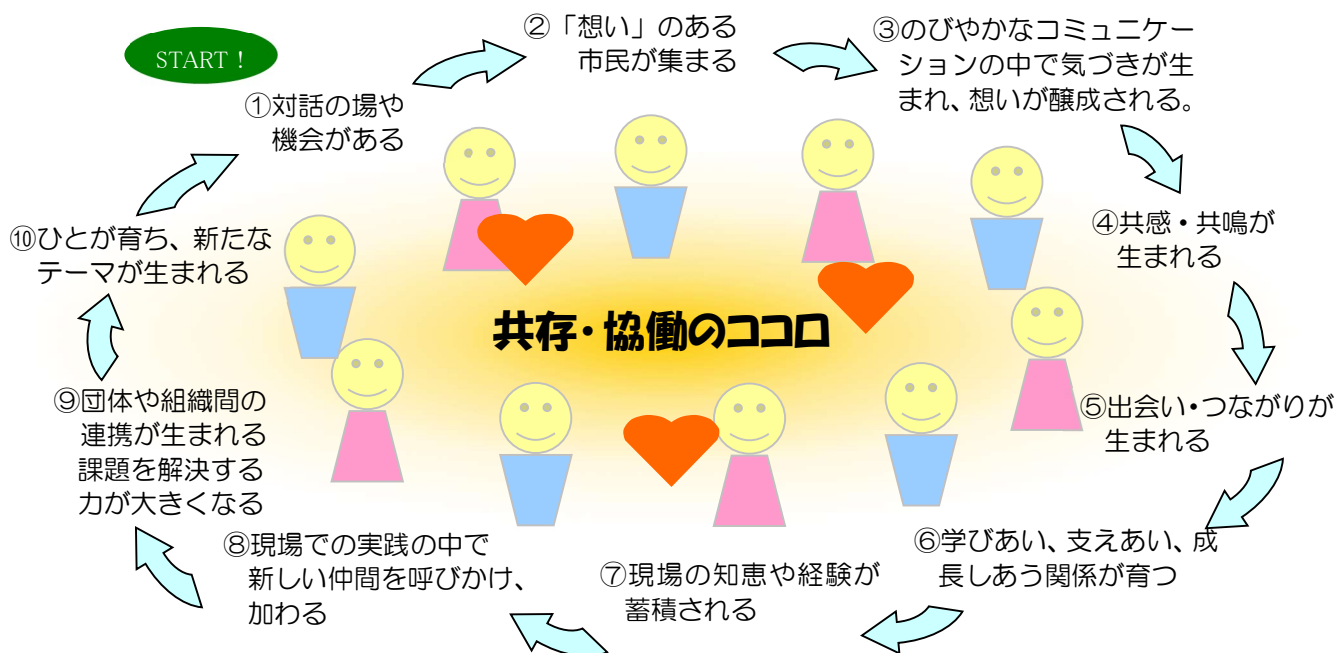 START！
①対話の場や
機会がある
②「想い」のある
市民が集まる
③のびやかなコミュニケー
ションの中で気づきが生
まれ、想いが醸成される。
④共感・共鳴が
生まれる
⑤出会い・つながりが
生まれる
⑥学びあい、支えあい、成
長しあう関係が育つ
⑦現場の知恵や経験が
蓄積される
⑧現場での実践の中で
新しい仲間を呼びかけ、
加わる
⑨団体や組織間の
連携が生まれる
課題を解決する
力が大きくなる
⑩ひとが育ち、新たな
テーマが生まれる
共存・協働のココロ